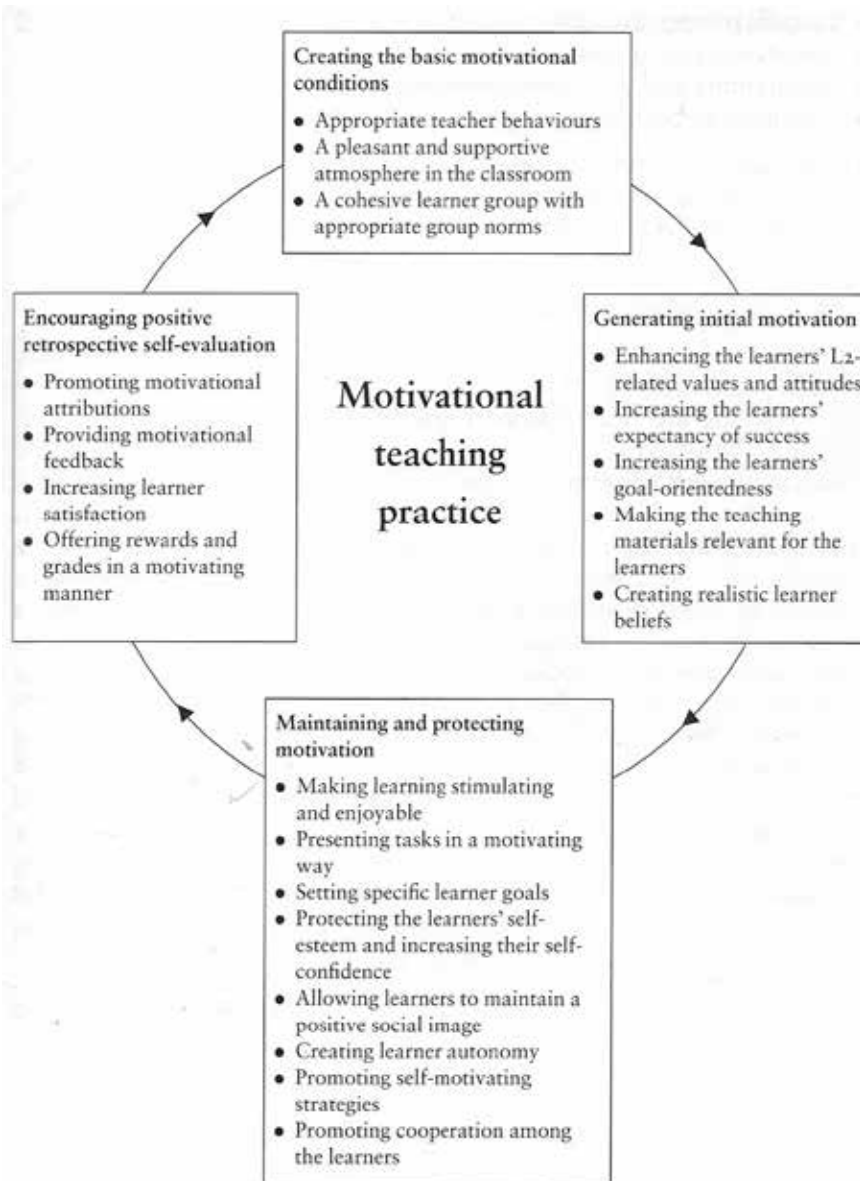 Creating the basic motivational
conditions
● Appropriate teacher behaviours
● A pleasant and supportive
atmosphere in the classroom
● A cohesive learner group with
appropriate group norms
Encouraging positive
retrospective self-evaluation
● Promoting motivational
attributions
● Providing motivational
feedback
● Increasing learner
satisfaction
● Offering rewards and
grades in a motivating
manner
Motivational
teaching
practice
Generating initial motivation
● Enhancing the learners' L2-
related values and attitudes
● Increasing the learners'
expectancy of success
● Increasing the learners'
goal-orientedness
● Making the teaching
materials relevant for the
learners
● Creating realistic learner
beliefs
Maintaining and protecting
motivation
● Making learning stimulating
and enjoyable
● Presenting tasks in a motivating
way
● Setting specific learner goals
● Protecting the learners' self-
esteem and increasing their self-
confidence
● Allowing learners to maintain a
positive social image
● Creating learner autonomy
● Promoting self-motivating
strategies
● Promoting cooperation among
the learners